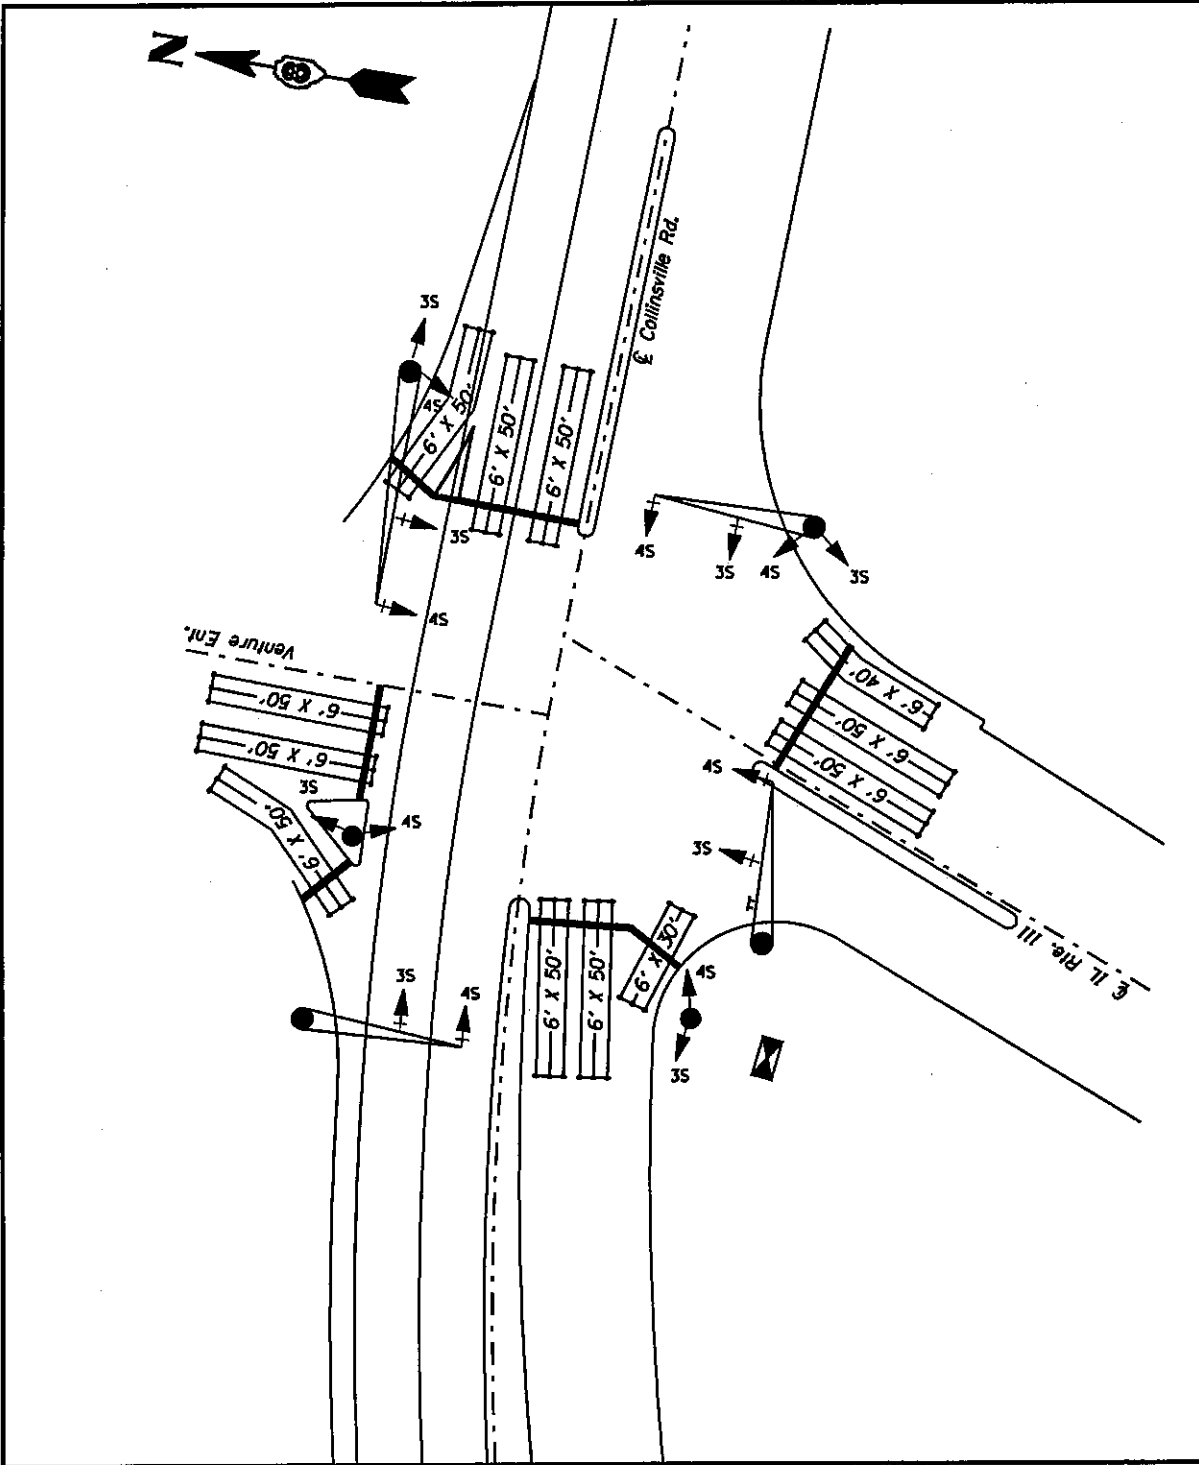 N
3S
℄ Collinsville Rd.
4S
6' X 50'
6' X 50'
6' X 50'
3S
4S
3S
4S
3S
4S
Venture Ent.
6' X 50'
6' X 50'
3S
4S
6' X 50'
6' X 40'
6' X 50'
6' X 50'
4S
3S
℄ IL Rte. 111
6' X 50'
6' X 50'
6' X 30'
3S
4S
4S
3S